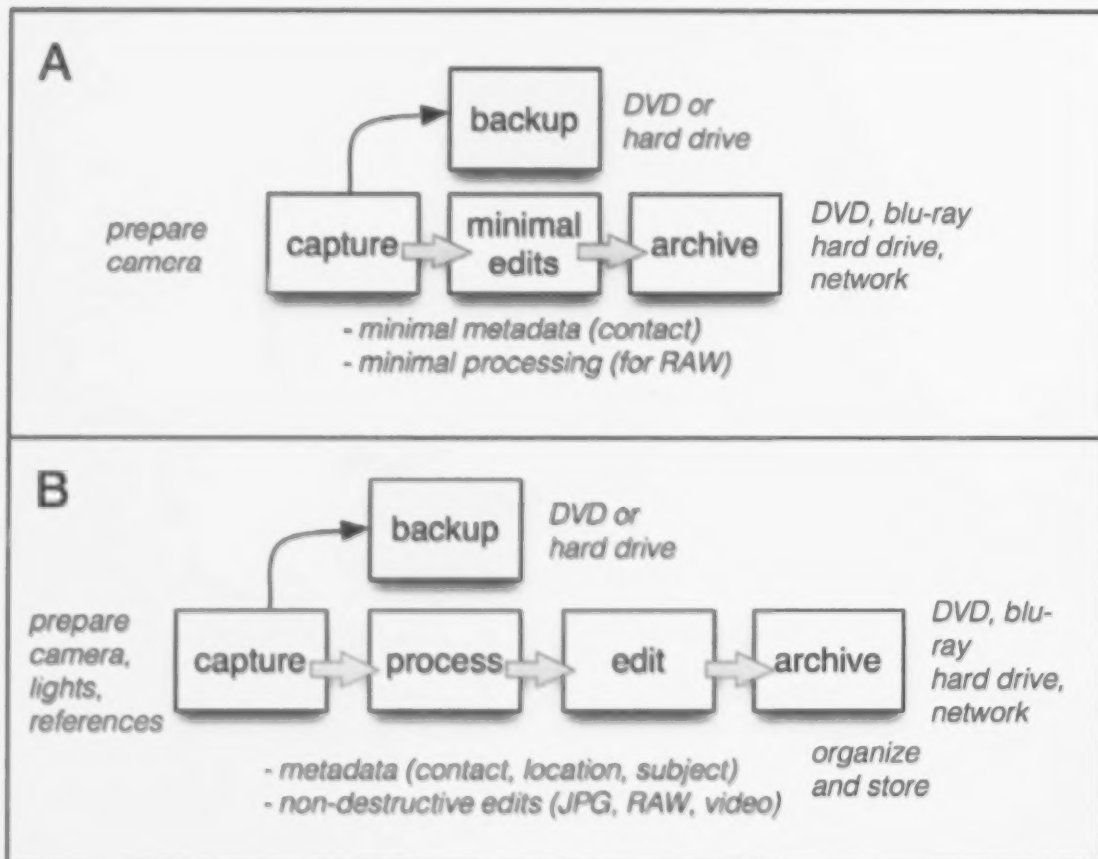 A
backup
DVD or
hard drive
prepare
camera
capture
minimal
edits
archive
DVD, blu-ray
hard drive,
network
- minimal metadata (contact)
- minimal processing (for RAW)
B
backup
DVD or
hard drive
prepare
camera,
lights,
references
capture
process
edit
archive
DVD, blu-
ray
hard drive,
network
organize
and store
- metadata (contact, location, subject)
- non-destructive edits (JPG, RAW, video)